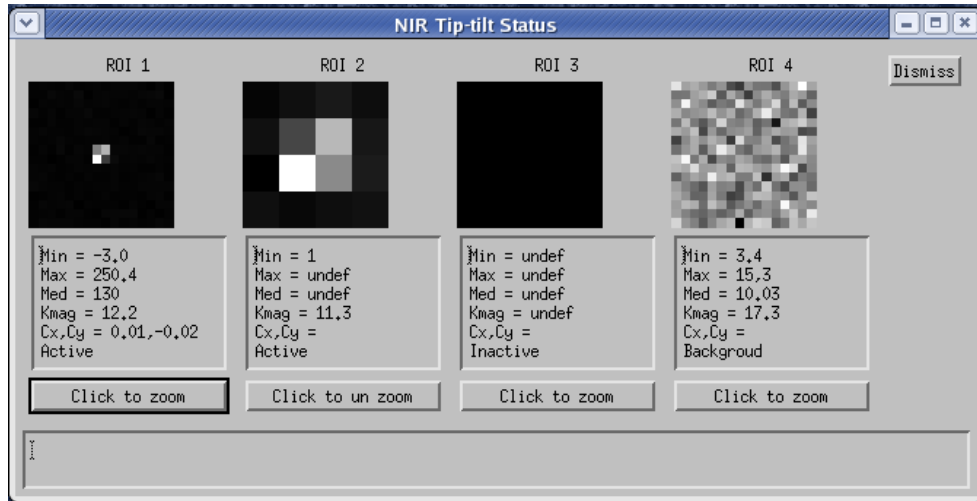 NIR Tip-tilt Status
ROI 1
ROI 2
ROI 3
ROI 4
Dismiss
Min = -3.0
Max = 250.4
Med = 130
Kmag = 12.2
Cx,Cy = 0.01,-0.02
Active
Min = 1
Max = undef
Med = undef
Kmag = 11.3
Cx,Cy =
Active
Min = undef
Max = undef
Med = undef
Kmag = undef
Cx,Cy =
Inactive
Min = 3.4
Max = 15.3
Med = 10.03
Kmag = 17.3
Cx,Cy =
Backgroud
Click to zoom
Click to un zoom
Click to zoom
Click to zoom